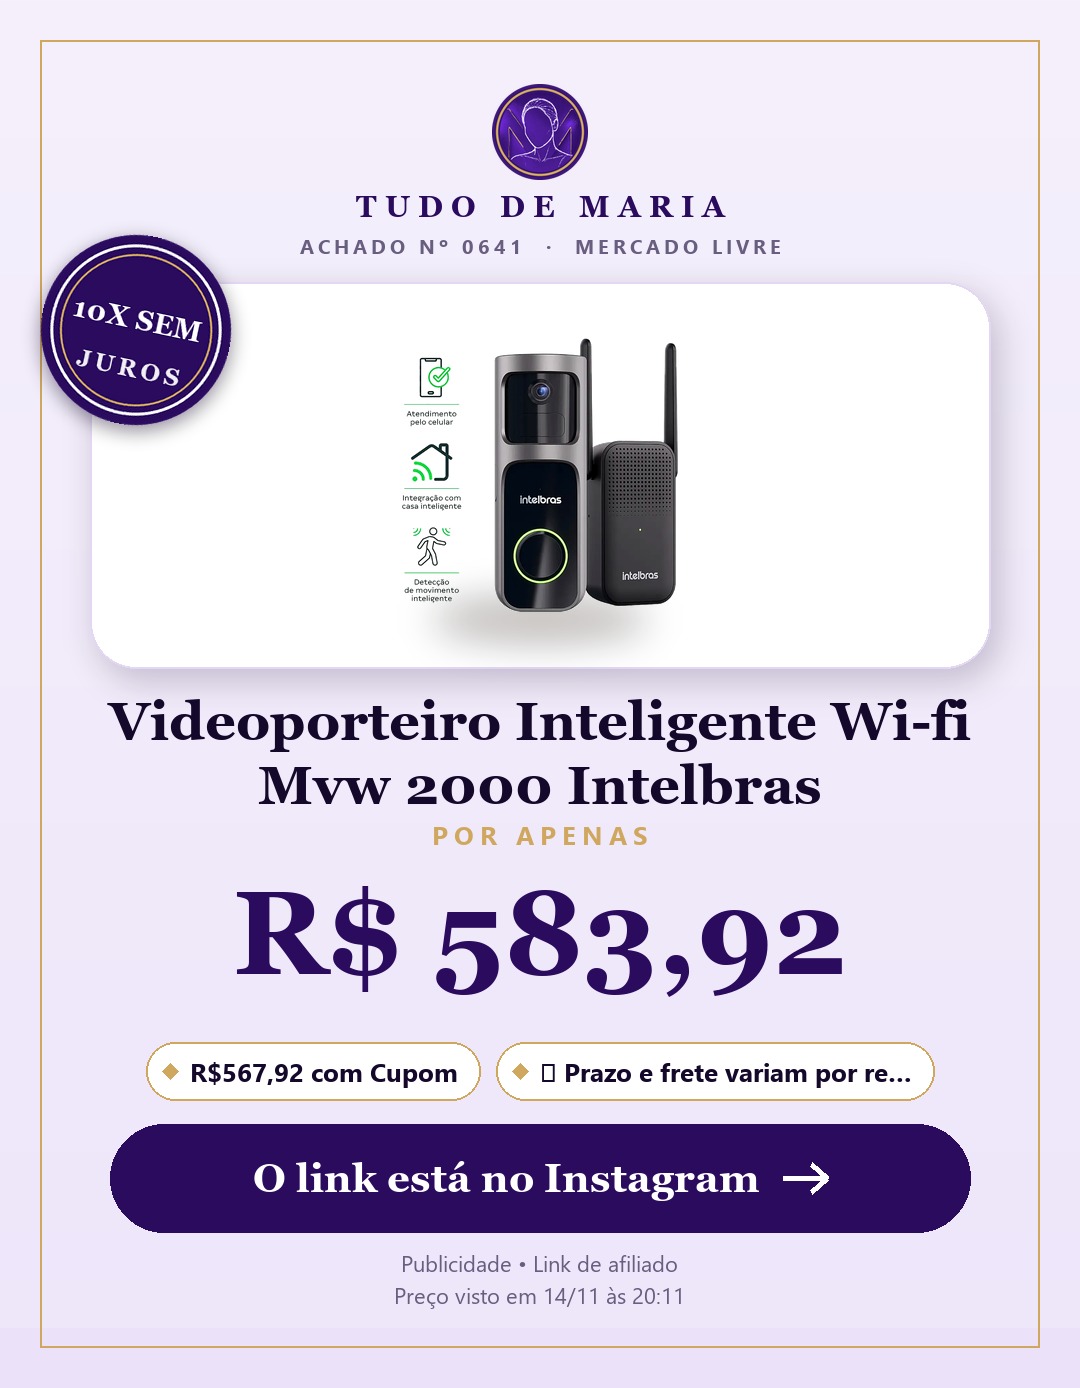 TUDO DE MARIA
ACHADO Nº 0641 · MERCADO LIVRE
10X SEM
JUROS
Atendimento
pelo celular
Integração com
casa inteligente
Detecção
de movimento
inteligente
intelbras
intelbras
Videoporteiro Inteligente Wi-fi
Mvw 2000 Intelbras
POR APENAS
R$ 583,92
R$567,92 com Cupom
Prazo e frete variam por re...
O link está no Instagram →
Publicidade • Link de afiliado
Preço visto em 14/11 às 20:11